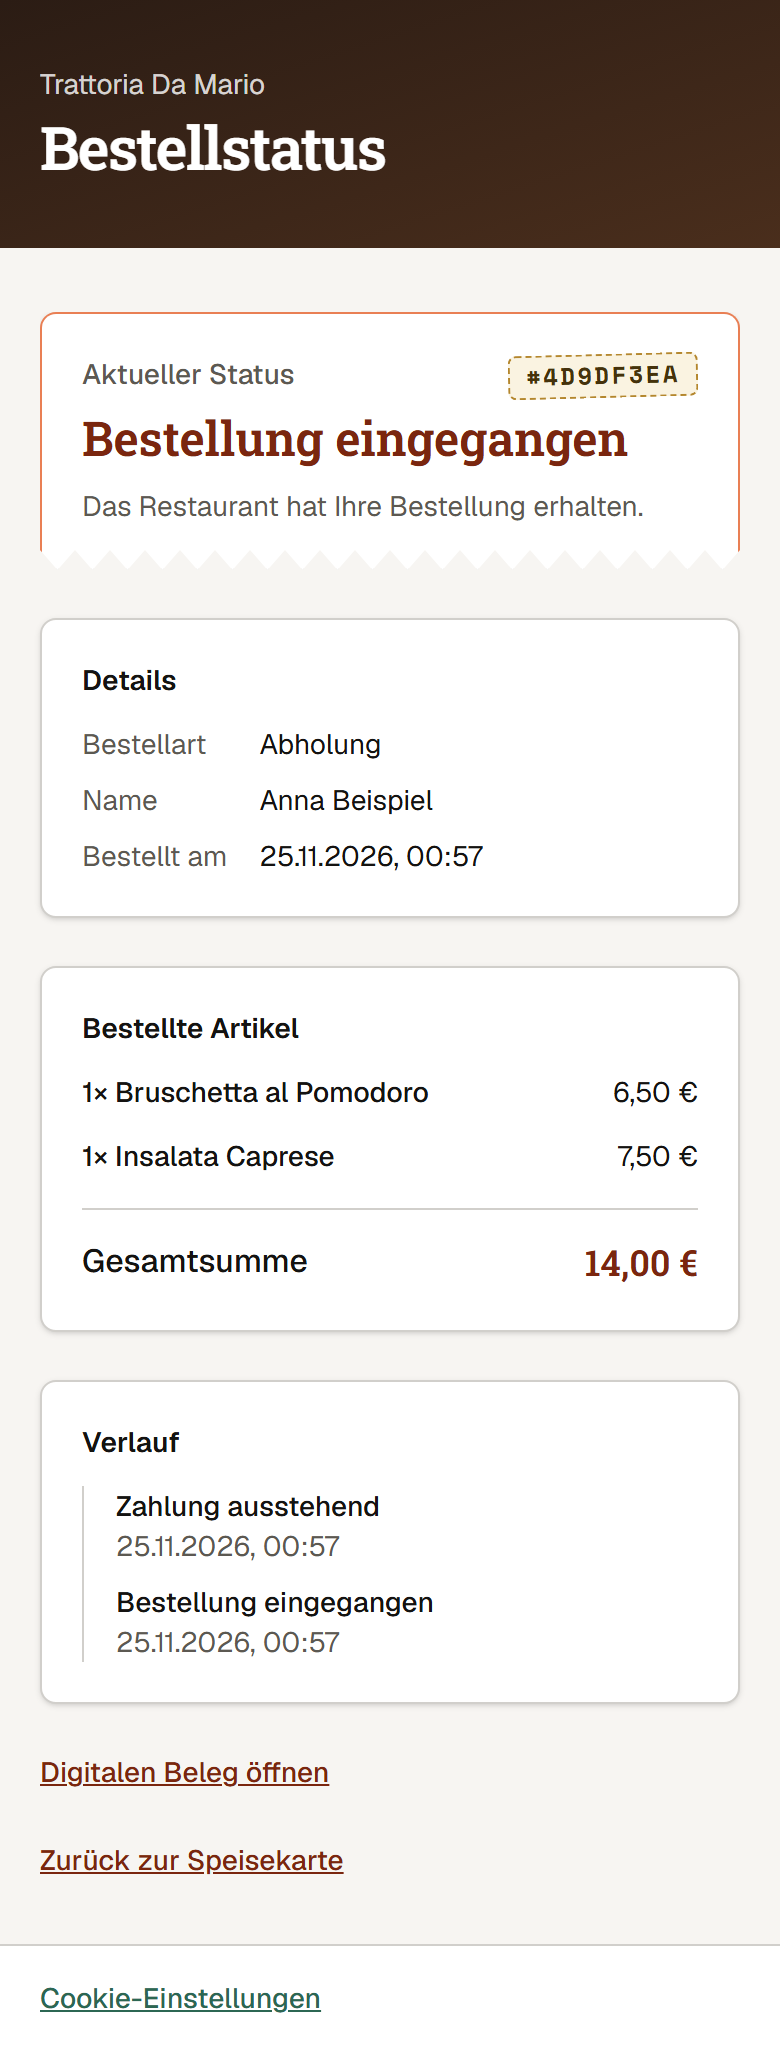 Trattoria Da Mario
Bestellstatus
Aktueller Status
#4D9DF3EA
Bestellung eingegangen
Das Restaurant hat Ihre Bestellung erhalten.
Details
Bestellart Abholung
Name Anna Beispiel
Bestellt am 25.11.2026, 00:57
Bestellte Artikel
1× Bruschetta al Pomodoro 6,50 €
1× Insalata Caprese 7,50 €
Gesamtsumme 14,00 €
Verlauf
Zahlung ausstehend
25.11.2026, 00:57
Bestellung eingegangen
25.11.2026, 00:57
Digitalen Beleg öffnen
Zurück zur Speisekarte
Cookie-Einstellungen